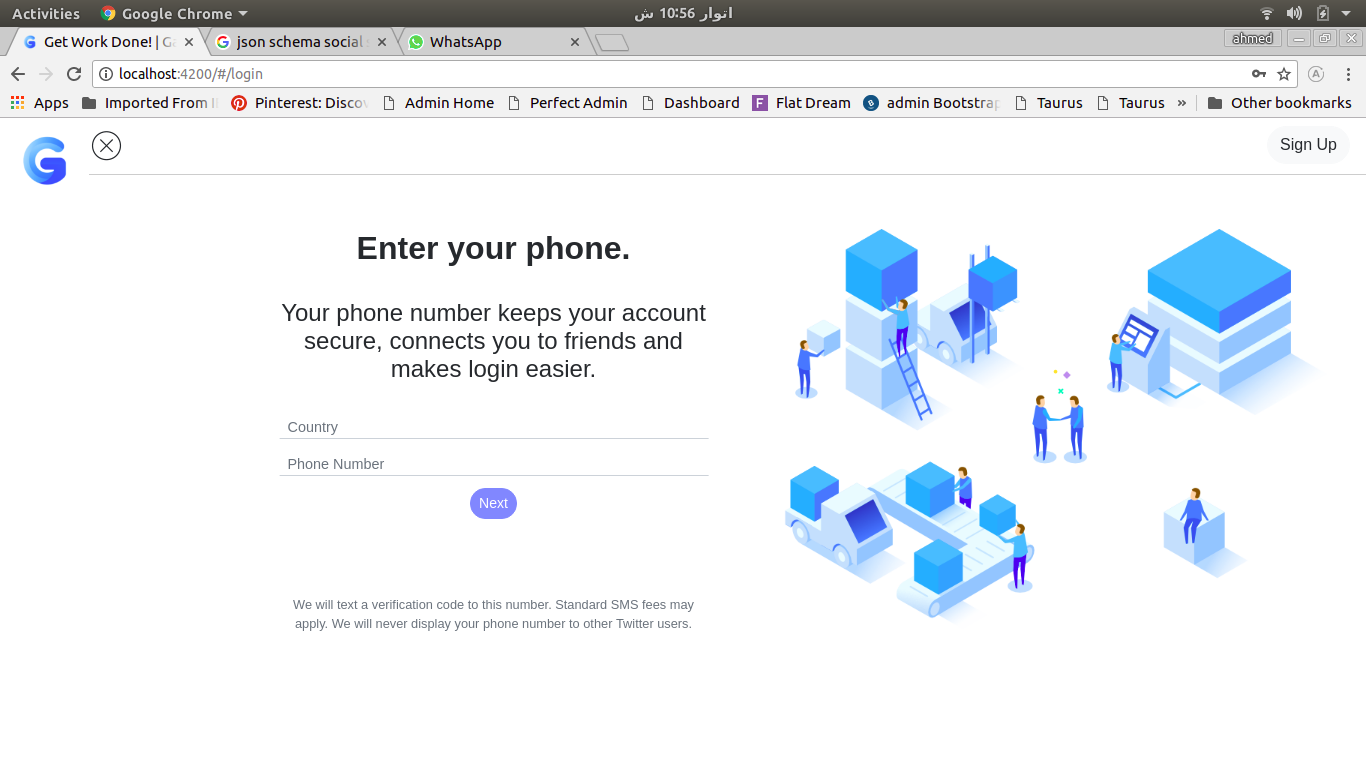 Activities
Google Chrome
اتوار 10:56 ش
Get Work Done! | Ga
json schema social
WhatsApp
ahmed
localhost:4200/#/login
Apps
Imported From
Pinterest: Discov
Admin Home
Perfect Admin
Dashboard
Flat Dream
admin Bootstrap
Taurus
Taurus
»
Other bookmarks
Sign Up
Enter your phone.
Your phone number keeps your account
secure, connects you to friends and
makes login easier.
Country
Phone Number
Next
We will text a verification code to this number. Standard SMS fees may
apply. We will never display your phone number to other Twitter users.